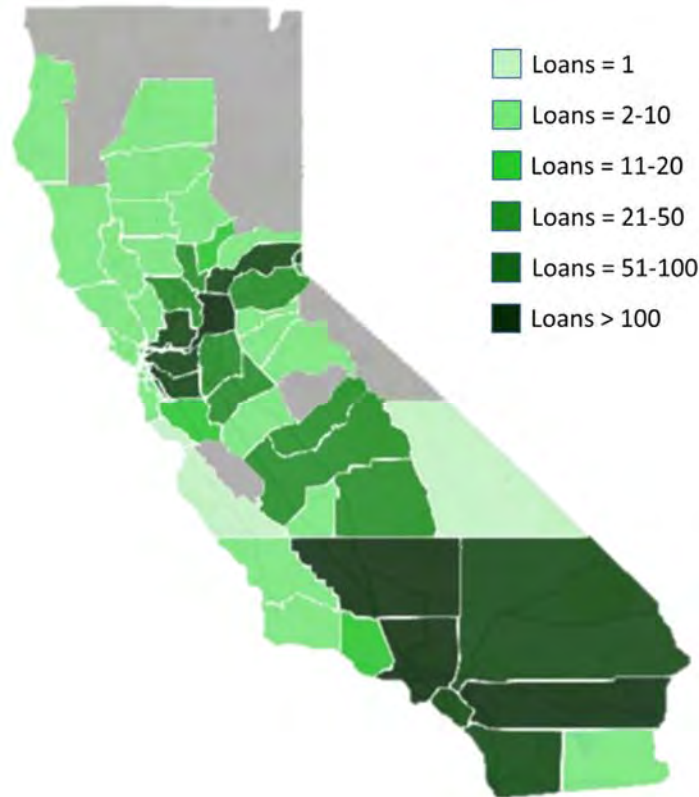 Loans = 1
Loans = 2-10
Loans = 11-20
Loans = 21-50
Loans = 51-100
Loans > 100